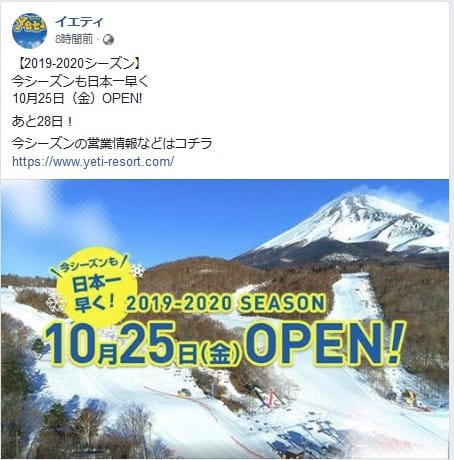 イエティ
8時間前
【2019-2020シーズン】
今シーズンも日本一早く
10月25日（金）OPEN!
あと28日！
今シーズンの営業情報などはコチラ
https://www.yeti-resort.com/
今シーズンも
日本一
早く！
2019-2020 SEASON
10月25日(金)OPEN!